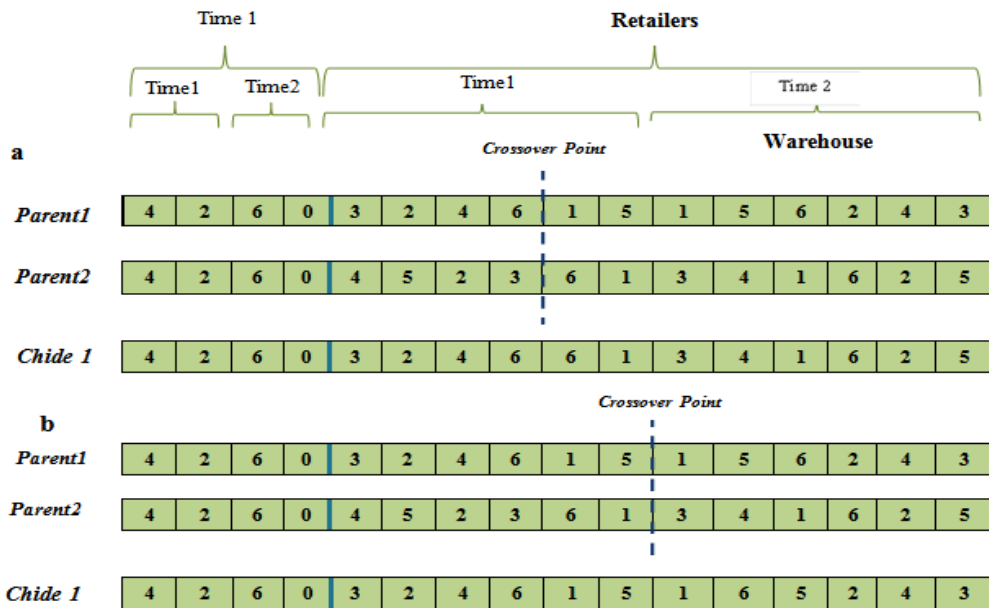 Time 1
Retailers
Time1
Time2
Time1
Time 2
Crossover Point
Warehouse
a
Parent1 4 2 6 0 3 2 4 6 1 5 1 5 6 2 4 3
Parent2 4 2 6 0 4 5 2 3 6 1 3 4 1 6 2 5
Chide 1 4 2 6 0 3 2 4 6 6 1 3 4 1 6 2 5
Crossover Point
b
Parent1 4 2 6 0 3 2 4 6 1 5 1 5 6 2 4 3
Parent2 4 2 6 0 4 5 2 3 6 1 3 4 1 6 2 5
Chide 1 4 2 6 0 3 2 4 6 1 5 1 6 5 2 4 3